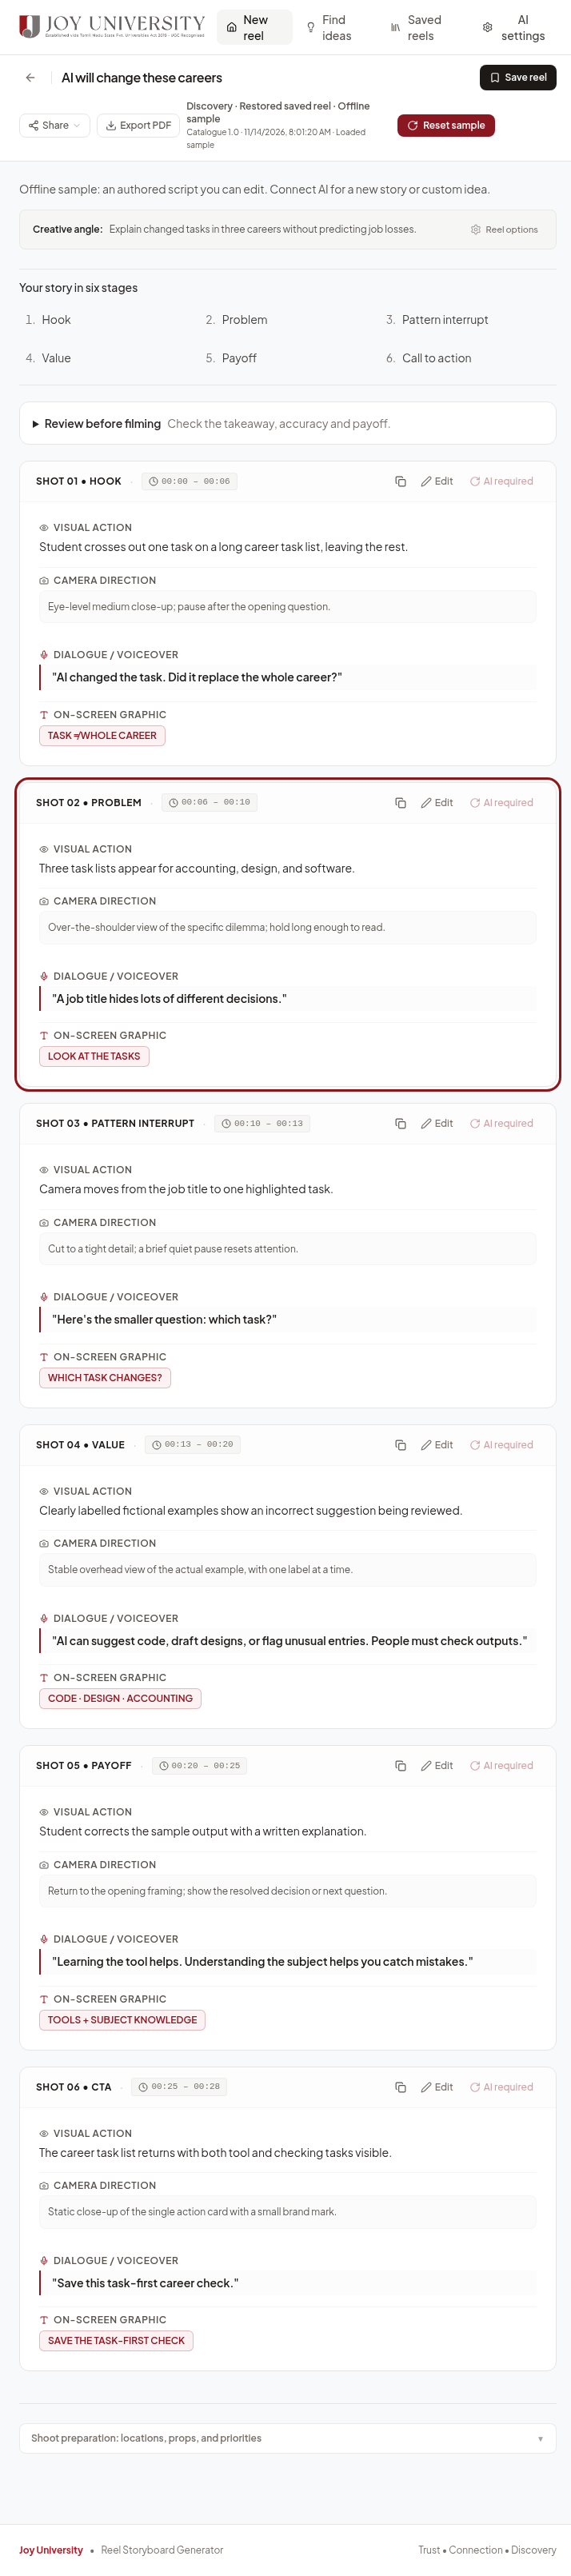 JOY UNIVERSITY
New reel
Find ideas
Saved reels
AI settings
AI will change these careers
Save reel
Share
Export PDF
Discovery · Restored saved reel · Offline sample
Catalogue 1.0 · 11/14/2026, 8:01:20 AM · Loaded sample
Reset sample
Offline sample: an authored script you can edit. Connect AI for a new story or custom idea.
Creative angle: Explain changed tasks in three careers without predicting job losses.
Reel options
Your story in six stages
1. Hook
2. Problem
3. Pattern interrupt
4. Value
5. Payoff
6. Call to action
Review before filming Check the takeaway, accuracy and payoff.
SHOT 01 • HOOK · 00:00 – 00:06
Edit
AI required
VISUAL ACTION
Student crosses out one task on a long career task list, leaving the rest.
CAMERA DIRECTION
Eye-level medium close-up; pause after the opening question.
DIALOGUE / VOICEOVER
"AI changed the task. Did it replace the whole career?"
ON-SCREEN GRAPHIC
TASK ≠ WHOLE CAREER
SHOT 02 • PROBLEM · 00:06 – 00:10
Edit
AI required
VISUAL ACTION
Three task lists appear for accounting, design, and software.
CAMERA DIRECTION
Over-the-shoulder view of the specific dilemma; hold long enough to read.
DIALOGUE / VOICEOVER
"A job title hides lots of different decisions."
ON-SCREEN GRAPHIC
LOOK AT THE TASKS
SHOT 03 • PATTERN INTERRUPT · 00:10 – 00:13
Edit
AI required
VISUAL ACTION
Camera moves from the job title to one highlighted task.
CAMERA DIRECTION
Cut to a tight detail; a brief quiet pause resets attention.
DIALOGUE / VOICEOVER
"Here's the smaller question: which task?"
ON-SCREEN GRAPHIC
WHICH TASK CHANGES?
SHOT 04 • VALUE · 00:13 – 00:20
Edit
AI required
VISUAL ACTION
Clearly labelled fictional examples show an incorrect suggestion being reviewed.
CAMERA DIRECTION
Stable overhead view of the actual example, with one label at a time.
DIALOGUE / VOICEOVER
"AI can suggest code, draft designs, or flag unusual entries. People must check outputs."
ON-SCREEN GRAPHIC
CODE · DESIGN · ACCOUNTING
SHOT 05 • PAYOFF · 00:20 – 00:25
Edit
AI required
VISUAL ACTION
Student corrects the sample output with a written explanation.
CAMERA DIRECTION
Return to the opening framing; show the resolved decision or next question.
DIALOGUE / VOICEOVER
"Learning the tool helps. Understanding the subject helps you catch mistakes."
ON-SCREEN GRAPHIC
TOOLS + SUBJECT KNOWLEDGE
SHOT 06 • CTA · 00:25 – 00:28
Edit
AI required
VISUAL ACTION
The career task list returns with both tool and checking tasks visible.
CAMERA DIRECTION
Static close-up of the single action card with a small brand mark.
DIALOGUE / VOICEOVER
"Save this task-first career check."
ON-SCREEN GRAPHIC
SAVE THE TASK-FIRST CHECK
Shoot preparation: locations, props, and priorities
Joy University • Reel Storyboard Generator
Trust • Connection • Discovery